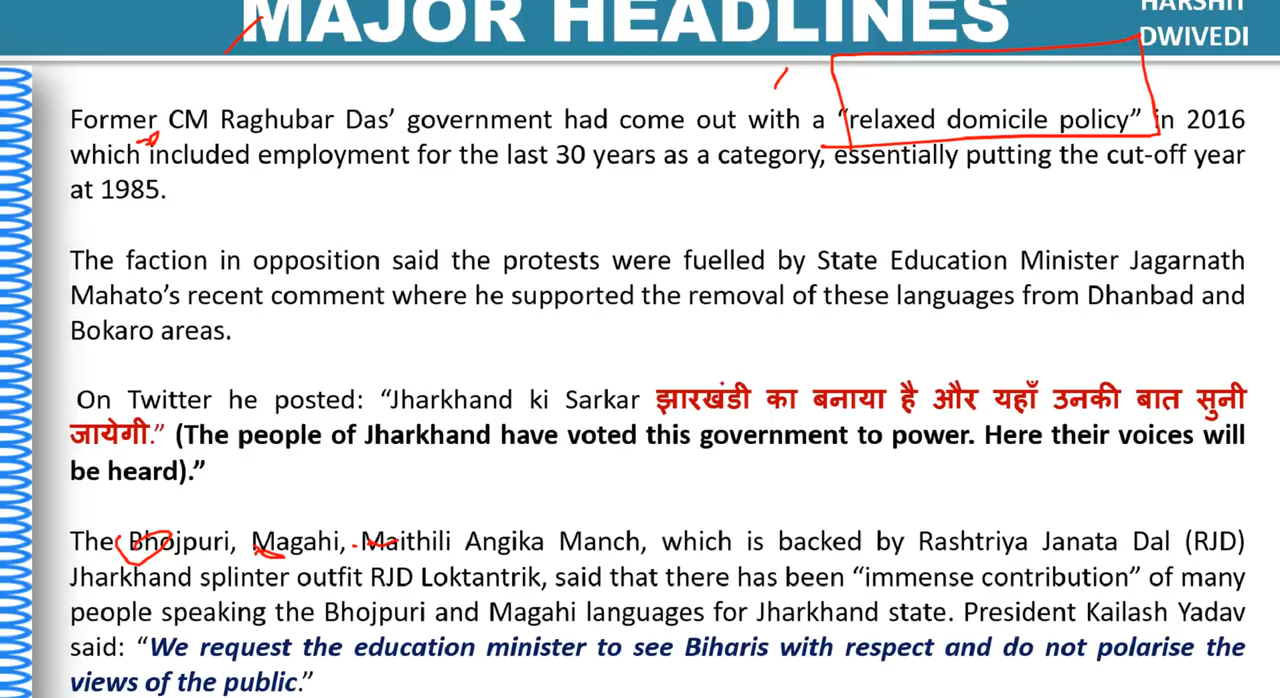 MAJOR HEADLINES
HARSHIT
DWIVEDI
Former CM Raghubar Das’ government had come out with a “relaxed domicile policy” in 2016
which included employment for the last 30 years as a category, essentially putting the cut-off year
at 1985.
The faction in opposition said the protests were fuelled by State Education Minister Jagarnath
Mahato’s recent comment where he supported the removal of these languages from Dhanbad and
Bokaro areas.
On Twitter he posted: “Jharkhand ki Sarkar झारखंडी का बनाया है और यहाँ उनकी बात सुनी
जायेगी.” (The people of Jharkhand have voted this government to power. Here their voices will
be heard).”
The Bhojpuri, Magahi, Maithili Angika Manch, which is backed by Rashtriya Janata Dal (RJD)
Jharkhand splinter outfit RJD Loktantrik, said that there has been “immense contribution” of many
people speaking the Bhojpuri and Magahi languages for Jharkhand state. President Kailash Yadav
said: “We request the education minister to see Biharis with respect and do not polarise the
views of the public.”